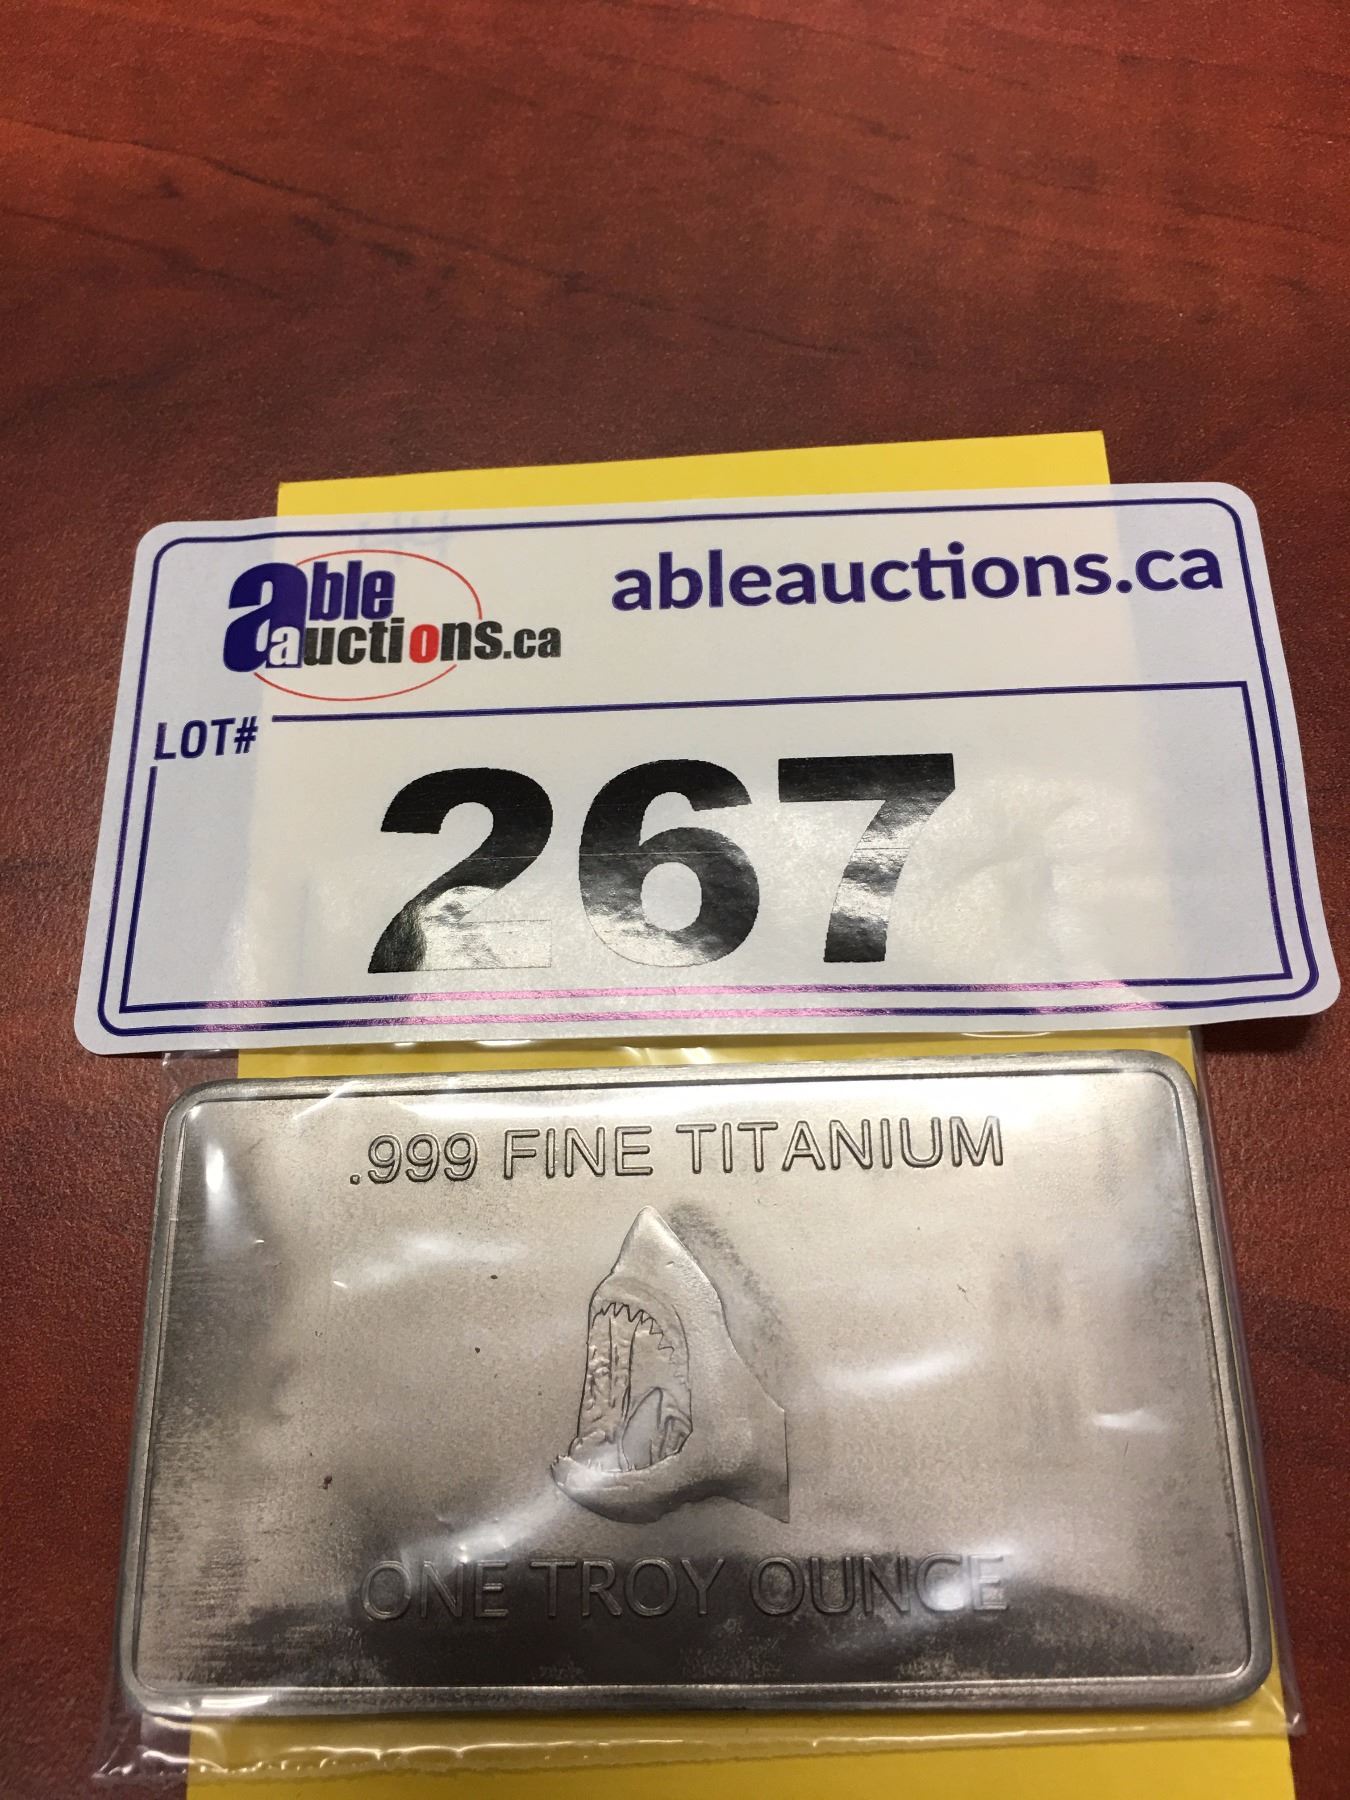 able
auctions.ca
ableauctions.ca
LOT#
267
.999 FINE TITANIUM
ONE TROY OUNCE